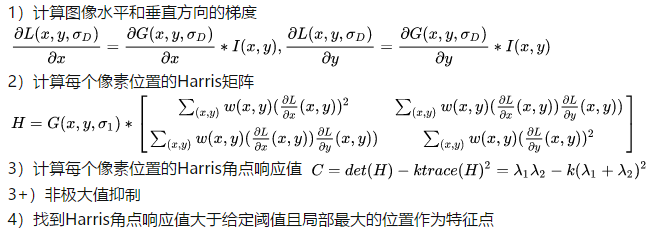 1）计算图像水平和垂直方向的梯度
∂L(x,y,σ_D)/∂x = ∂G(x,y,σ_D)/∂x * I(x,y), ∂L(x,y,σ_D)/∂y = ∂G(x,y,σ_D)/∂y * I(x,y)
2）计算每个像素位置的Harris矩阵
H = G(x,y,σ_1) * [ ∑_(x,y) w(x,y)(∂L/∂x (x,y))^2   ∑_(x,y) w(x,y)(∂L/∂x (x,y))∂L/∂y (x,y))
∑_(x,y) w(x,y)(∂L/∂x (x,y))∂L/∂y (x,y))   ∑_(x,y) w(x,y)(∂L/∂y (x,y))^2 ]
3）计算每个像素位置的Harris角点响应值 C = det(H) − ktrace(H)^2 = λ_1λ_2 − k(λ_1 + λ_2)^2
3+）非极大值抑制
4）找到Harris角点响应值大于给定阈值且局部最大的位置作为特征点